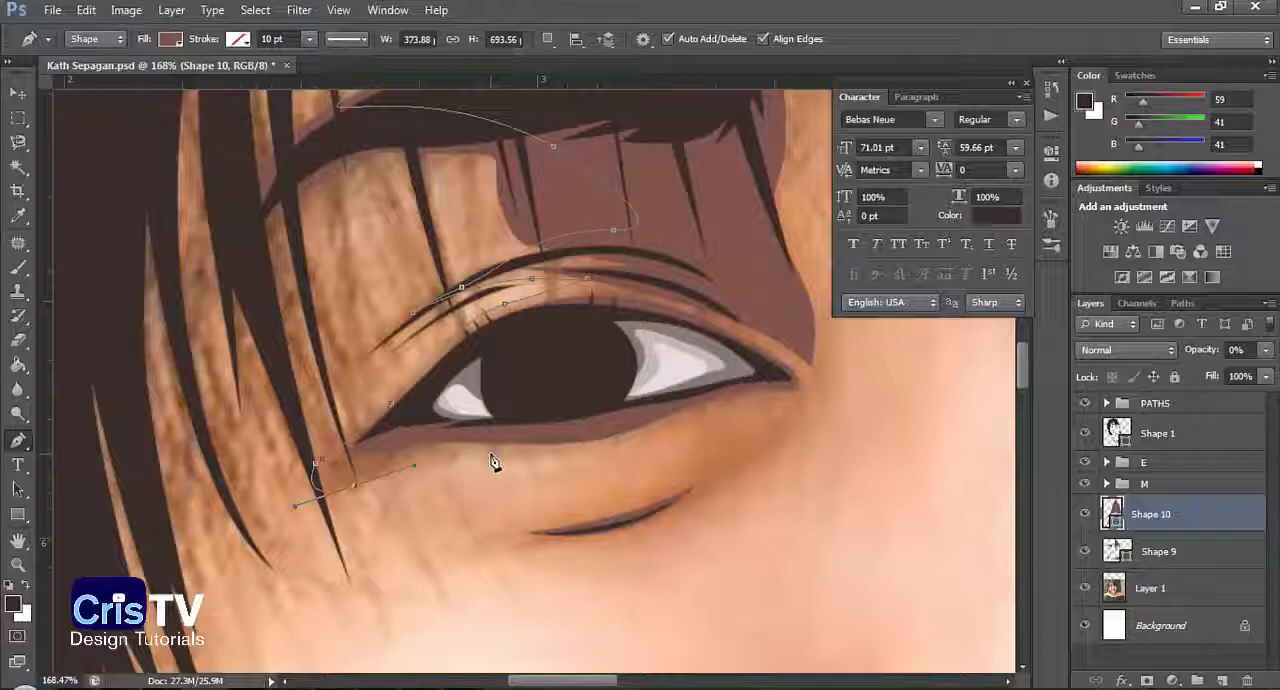 Ps File Edit Image Layer Type Select Filter View Window Help
Shape Fill: Stroke: 10 pt W: 373.88 H: 693.56 Auto Add/Delete Align Edges Essentials
Kath Sepagan.psd @ 168% (Shape 10, RGB/8) * ×
2 3
6
Character Paragraph
Bebas Neue Regular
71.01 pt 59.66 pt
Metrics 0
100% 100%
0 pt Color:
English: USA Sharp
Color Swatches
R 59
G 41
B 41
Adjustments Styles
Add an adjustment
Layers Channels Paths
Kind
Normal Opacity: 0%
Lock: Fill: 100%
PATHS
Shape 1
E
M
Shape 10
Shape 9
Layer 1
Background
CrisTV
Design Tutorials
168.47% Doc: 27.3M/25.9M